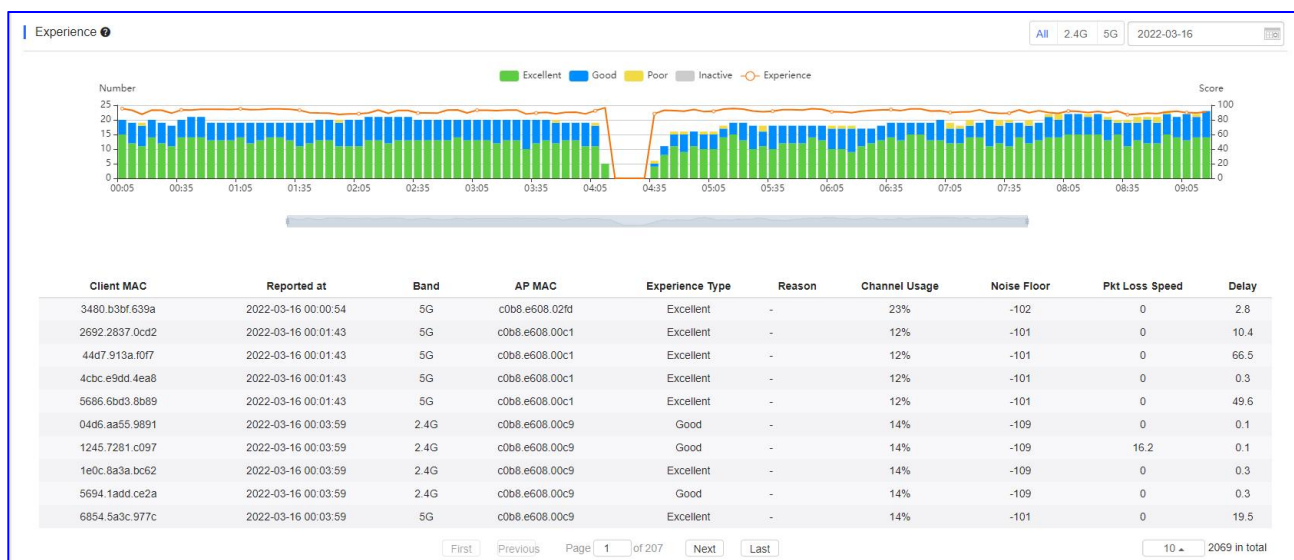 Experience ?
All 2.4G 5G 2022-03-16
Excellent Good Poor Inactive Experience
Number Score
25 100
20 80
15 60
10 40
5 20
0 0
00:05 00:35 01:05 01:35 02:05 02:35 03:05 03:35 04:05 04:35 05:05 05:35 06:05 06:35 07:05 07:35 08:05 08:35 09:05
Client MAC Reported at Band AP MAC Experience Type Reason Channel Usage Noise Floor Pkt Loss Speed Delay
3480.b3bf.639a 2022-03-16 00:00:54 5G c0b8.e608.02fd Excellent - 23% -102 0 2.8
2692.2837.0cd2 2022-03-16 00:01:43 5G c0b8.e608.00c1 Excellent - 12% -101 0 10.4
44d7.913a.f0f7 2022-03-16 00:01:43 5G c0b8.e608.00c1 Excellent - 12% -101 0 66.5
4cbc.e9dd.4ea8 2022-03-16 00:01:43 5G c0b8.e608.00c1 Excellent - 12% -101 0 0.3
5686.6bd3.8b89 2022-03-16 00:01:43 5G c0b8.e608.00c1 Excellent - 12% -101 0 49.6
04d6.aa55.9891 2022-03-16 00:03:59 2.4G c0b8.e608.00c9 Good - 14% -109 0 0.1
1245.7281.c097 2022-03-16 00:03:59 2.4G c0b8.e608.00c9 Good - 14% -109 16.2 0.1
1e0c.8a3a.bc62 2022-03-16 00:03:59 2.4G c0b8.e608.00c9 Excellent - 14% -109 0 0.3
5694.1add.ce2a 2022-03-16 00:03:59 2.4G c0b8.e608.00c9 Good - 14% -109 0 0.3
6854.5a3c.977c 2022-03-16 00:03:59 5G c0b8.e608.00c9 Excellent - 14% -101 0 19.5
First Previous Page 1 of 207 Next Last 10 2069 in total